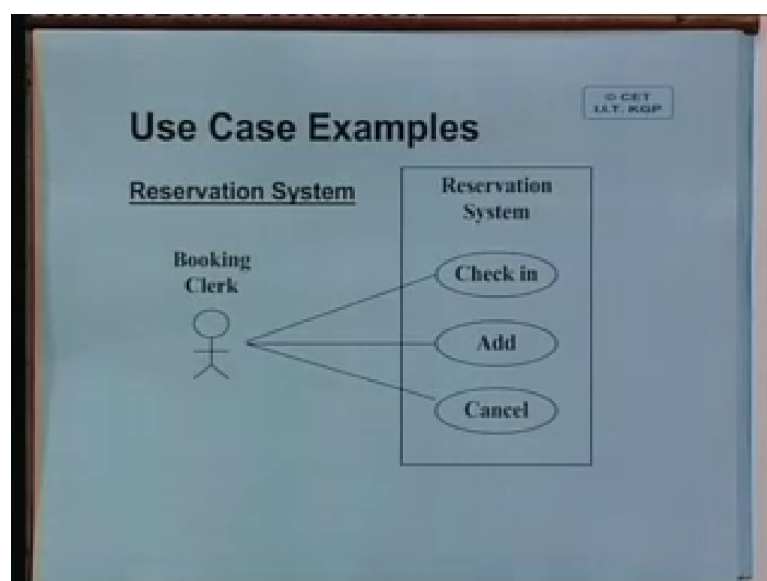 © CET
I.I.T. KGP
Use Case Examples
Reservation System
Reservation
System
Booking
Clerk
Check in
Add
Cancel